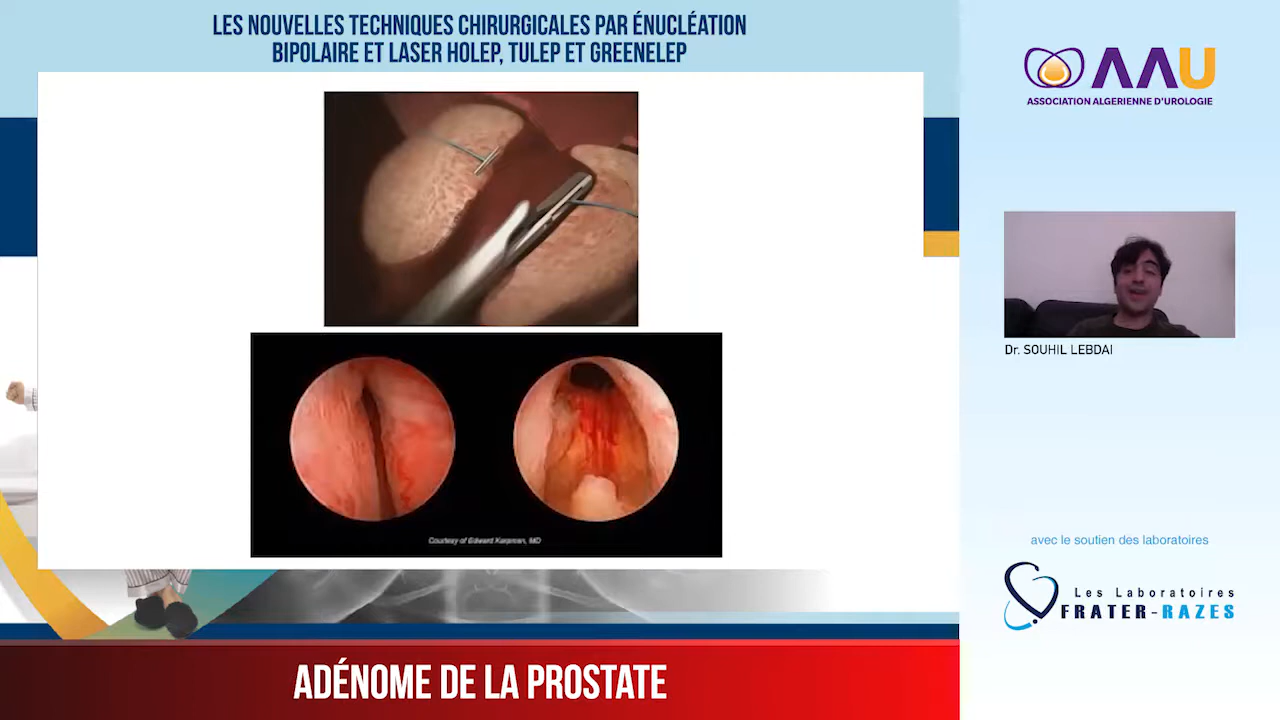 LES NOUVELLES TECHNIQUES CHIRURGICALES PAR ÉNUCLÉATION
BIPOLAIRE ET LASER HOLEP, TULEP ET GREENELEP
AAU
ASSOCIATION ALGERIENNE D'UROLOGIE
Dr. SOUHIL LEBDAI
Courtesy of Edward Karpman, MD
avec le soutien des laboratoires
Les Laboratoires
FRATER-RAZES
ADÉNOME DE LA PROSTATE